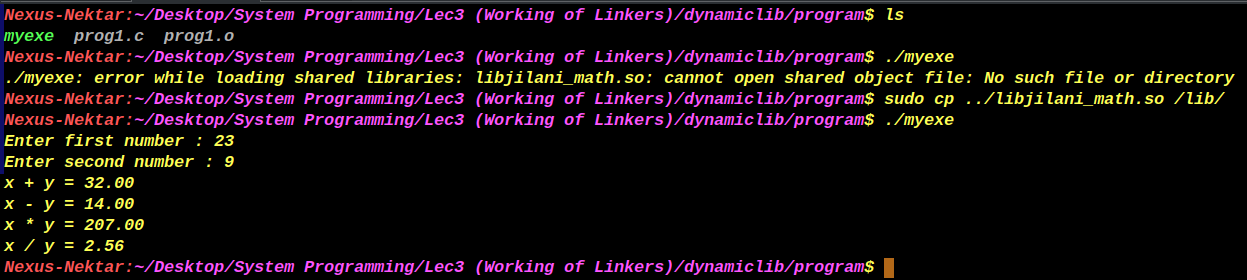 Nexus-Nektar:~/Desktop/System Programming/Lec3 (Working of Linkers)/dynamiclib/program$ ls
myexe  prog1.c  prog1.o
Nexus-Nektar:~/Desktop/System Programming/Lec3 (Working of Linkers)/dynamiclib/program$ ./myexe
./myexe: error while loading shared libraries: libjilani_math.so: cannot open shared object file: No such file or directory
Nexus-Nektar:~/Desktop/System Programming/Lec3 (Working of Linkers)/dynamiclib/program$ sudo cp ../libjilani_math.so /lib/
Nexus-Nektar:~/Desktop/System Programming/Lec3 (Working of Linkers)/dynamiclib/program$ ./myexe
Enter first number : 23
Enter second number : 9
x + y = 32.00
x - y = 14.00
x * y = 207.00
x / y = 2.56
Nexus-Nektar:~/Desktop/System Programming/Lec3 (Working of Linkers)/dynamiclib/program$